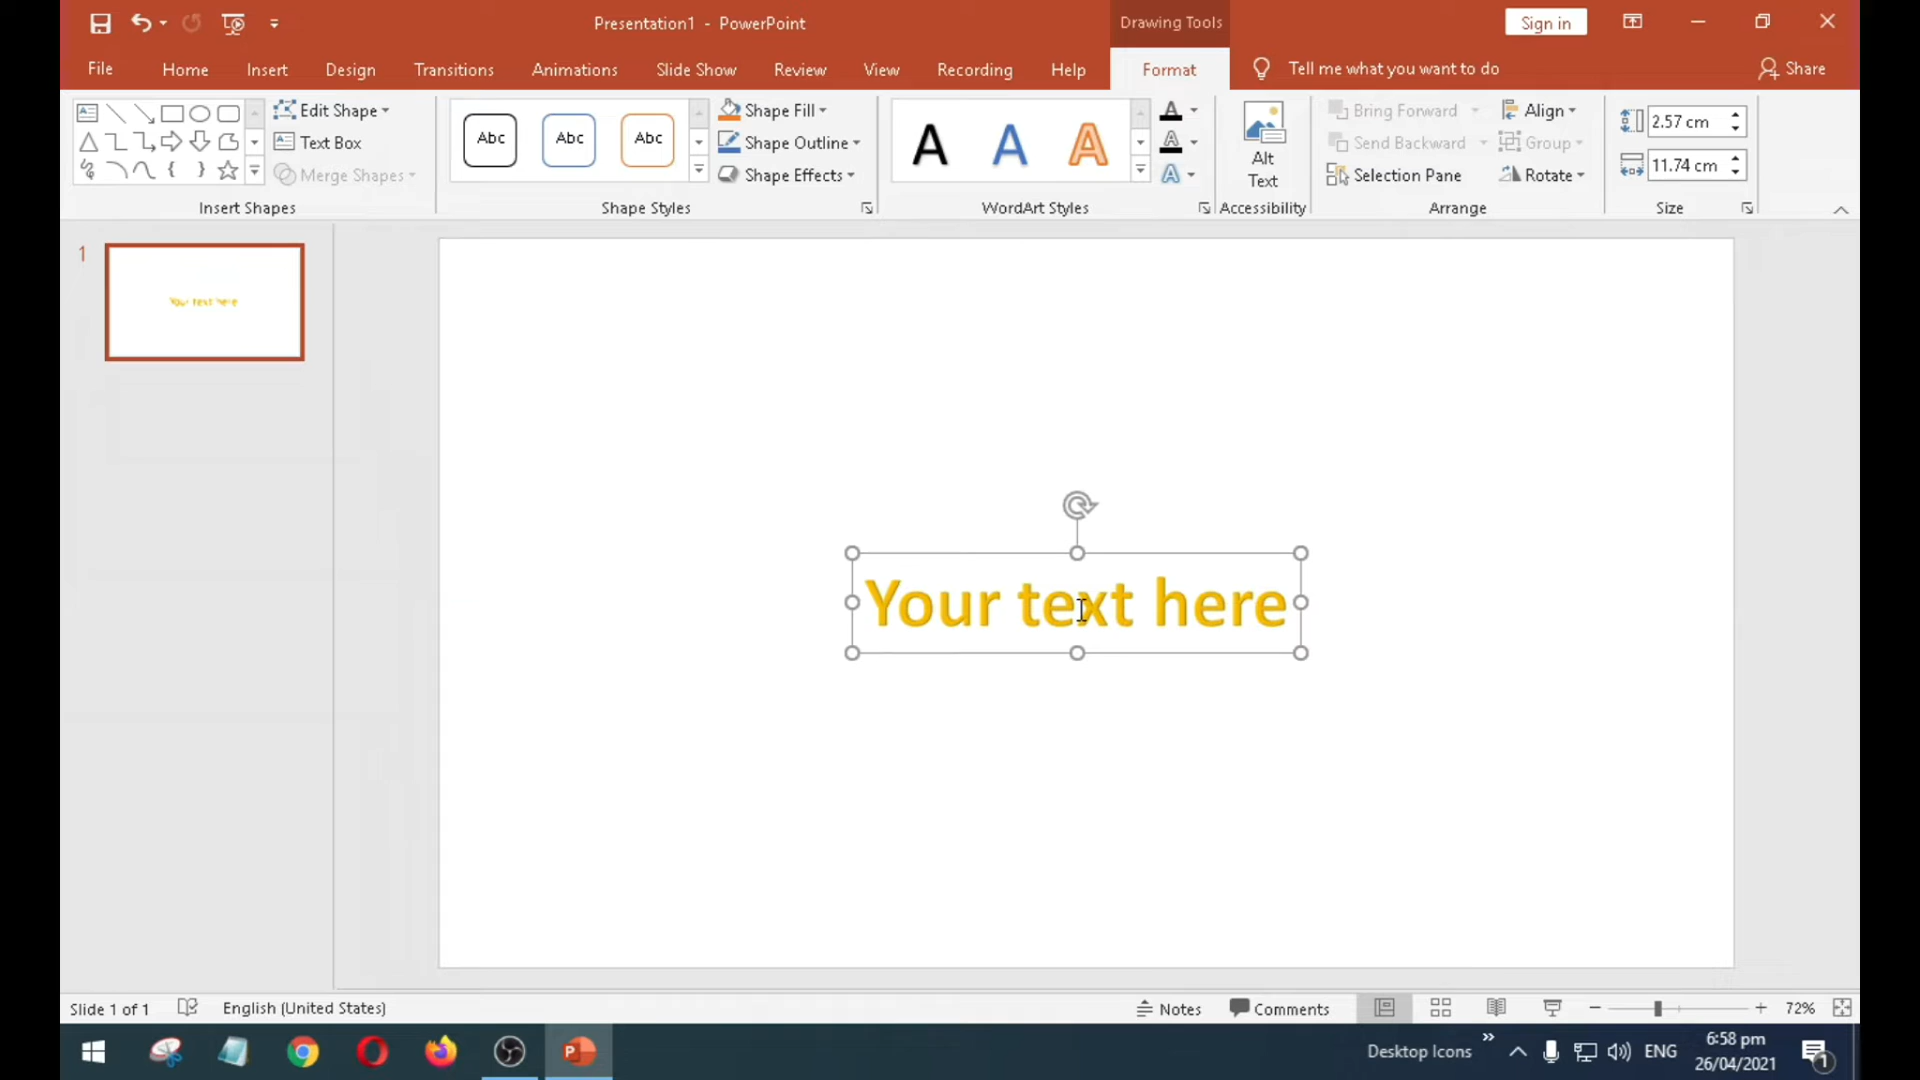 Presentation1 - PowerPoint
Drawing Tools
Sign in
File Home Insert Design Transitions Animations Slide Show Review View Recording Help Format Tell me what you want to do Share
Edit Shape
Text Box
Merge Shapes
Insert Shapes
Abc Abc Abc
Shape Fill
Shape Outline
Shape Effects
Shape Styles
A A A
A
A
A
WordArt Styles
Alt
Text
Accessibility
Bring Forward
Send Backward
Selection Pane
Align
Group
Rotate
Arrange
2.57 cm
11.74 cm
Size
1
Your text here
Your text here
Slide 1 of 1 English (United States) Notes Comments 72%
Desktop Icons ENG
6:58 pm
26/04/2021
1